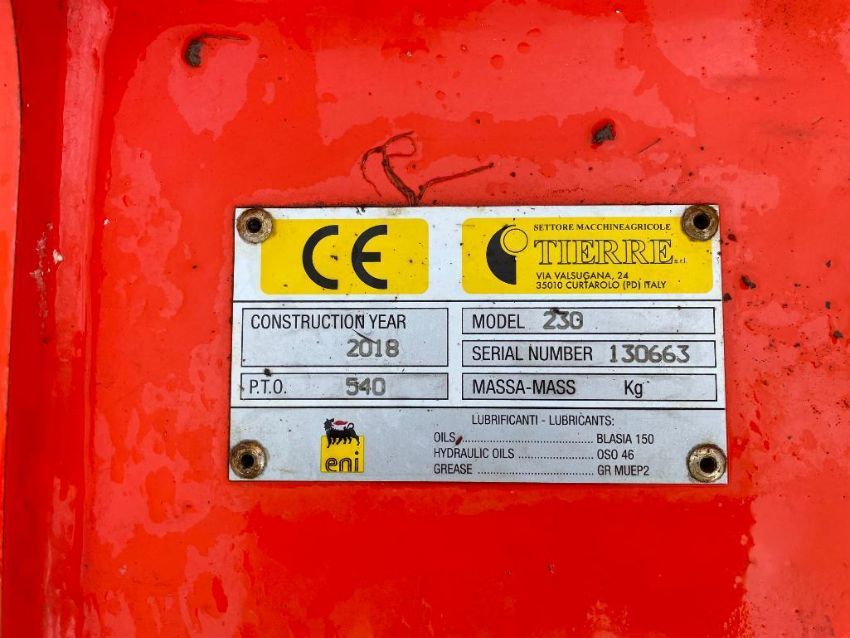 CE
SETTORE MACCHINEAGRICOLE
TIERRE s.r.l.
VIA VALSUGANA, 24
35010 CURTAROLO (PD) ITALY
CONSTRUCTION YEAR
2018
P.T.O. 540
MODEL 230
SERIAL NUMBER 130663
MASSA-MASS Kg
eni
LUBRIFICANTI - LUBRICANTS:
OILS ........................................ BLASIA 150
HYDRAULIC OILS ........................ OSO 46
GREASE .................................... GR MUEP2